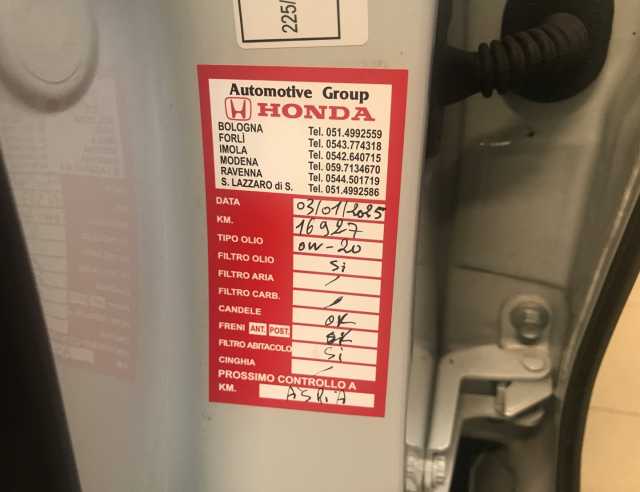 225/
Automotive Group
HONDA
BOLOGNA Tel. 051.4992559
FORLÌ Tel. 0543.774318
IMOLA Tel. 0542.640715
MODENA Tel. 059.7134670
RAVENNA Tel. 0544.501719
S. LAZZARO di S. Tel. 051.4992586
DATA 03/01/2025
KM. 16927
TIPO OLIO 0W-20
FILTRO OLIO Si
FILTRO ARIA /
FILTRO CARB. /
CANDELE OK
FRENI ANT. POST. OK
FILTRO ABITACOLO Si
CINGHIA /
PROSSIMO CONTROLLO A
KM. A SPIA